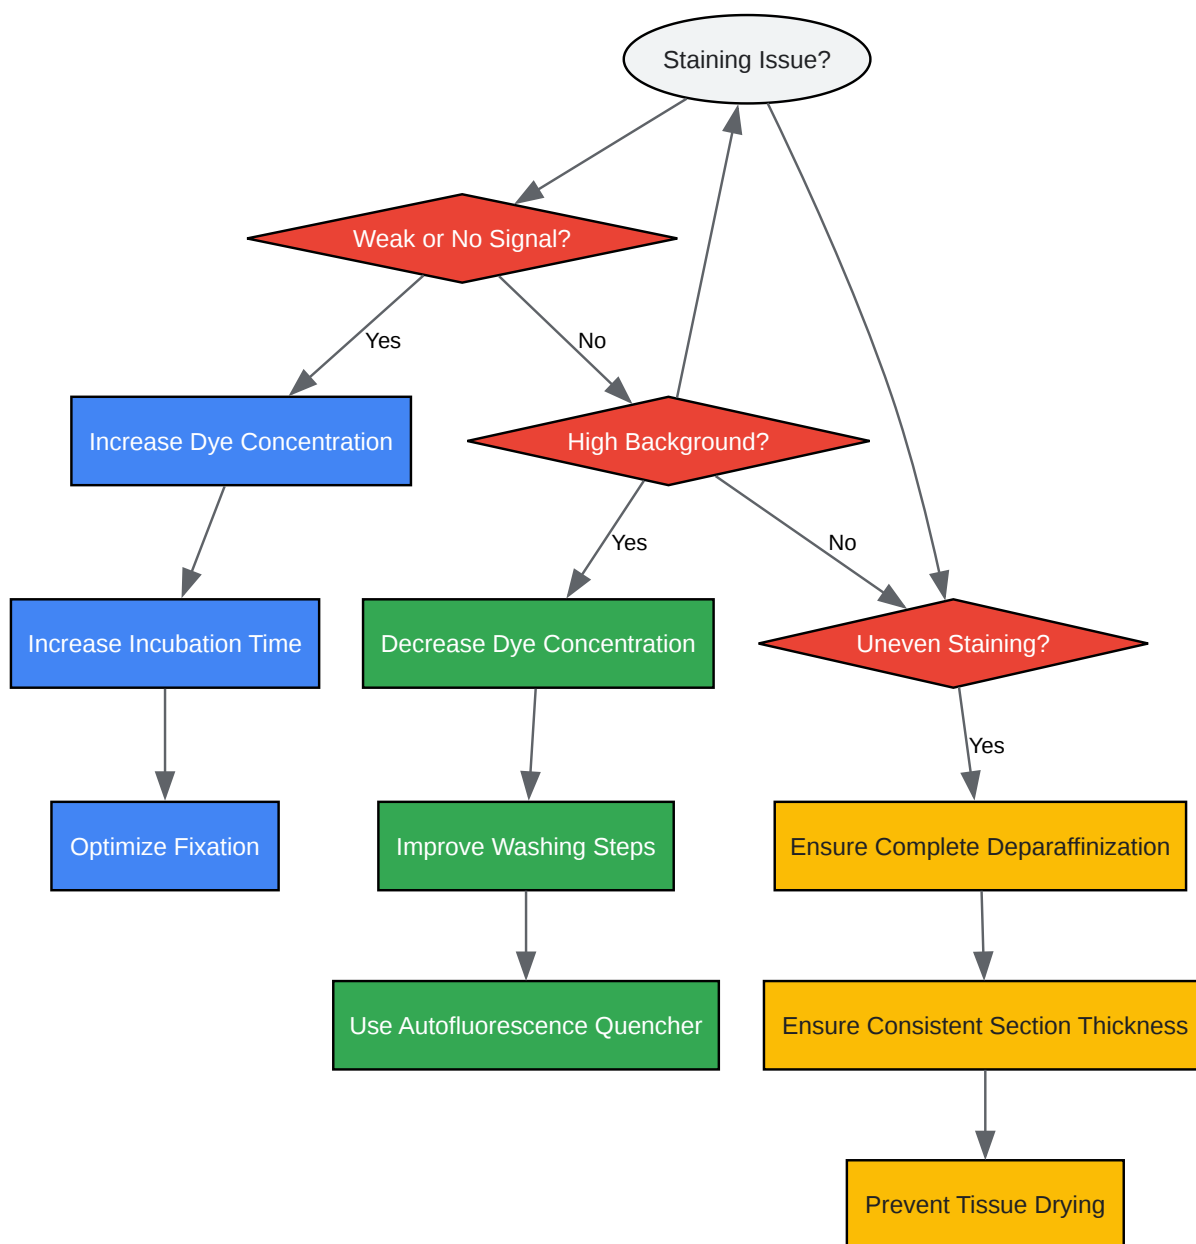 Staining Issue?
Weak or No Signal?
Yes
No
Increase Dye Concentration
High Background?
Yes
No
Increase Incubation Time
Decrease Dye Concentration
Uneven Staining?
Yes
Optimize Fixation
Improve Washing Steps
Ensure Complete Deparaffinization
Use Autofluorescence Quencher
Ensure Consistent Section Thickness
Prevent Tissue Drying